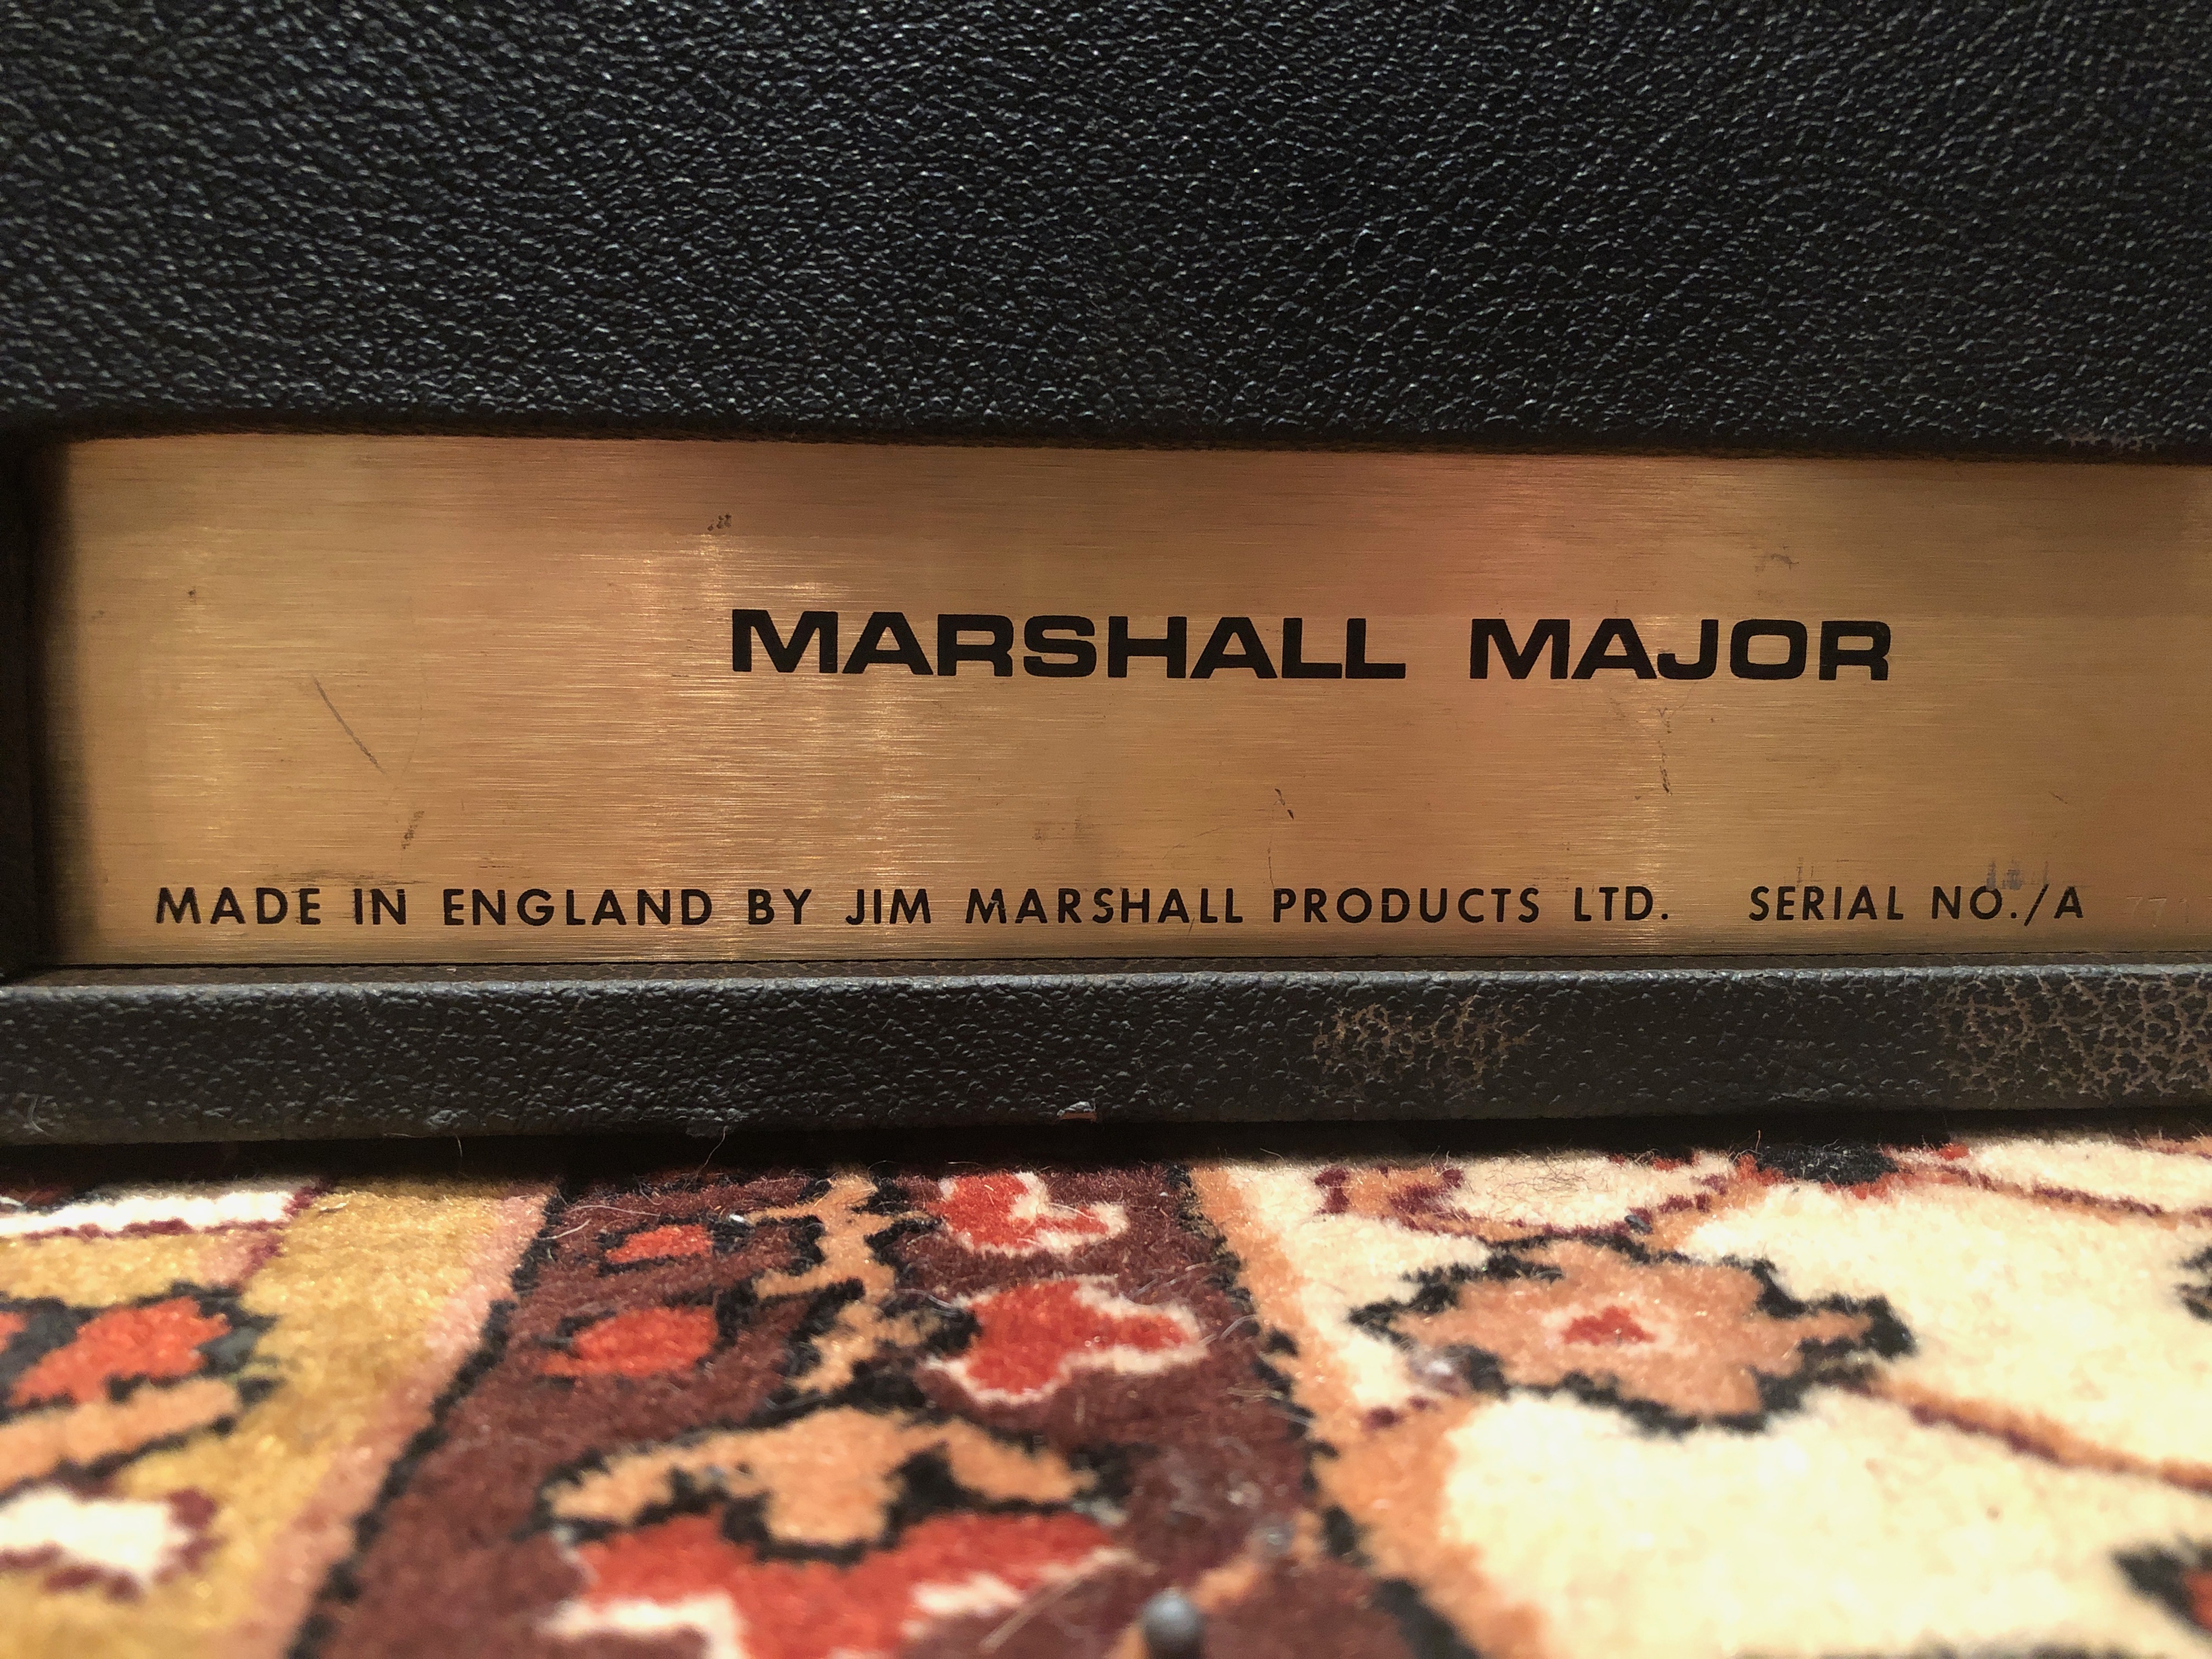 MARSHALL MAJOR
MADE IN ENGLAND BY JIM MARSHALL PRODUCTS LTD. SERIAL NO./A